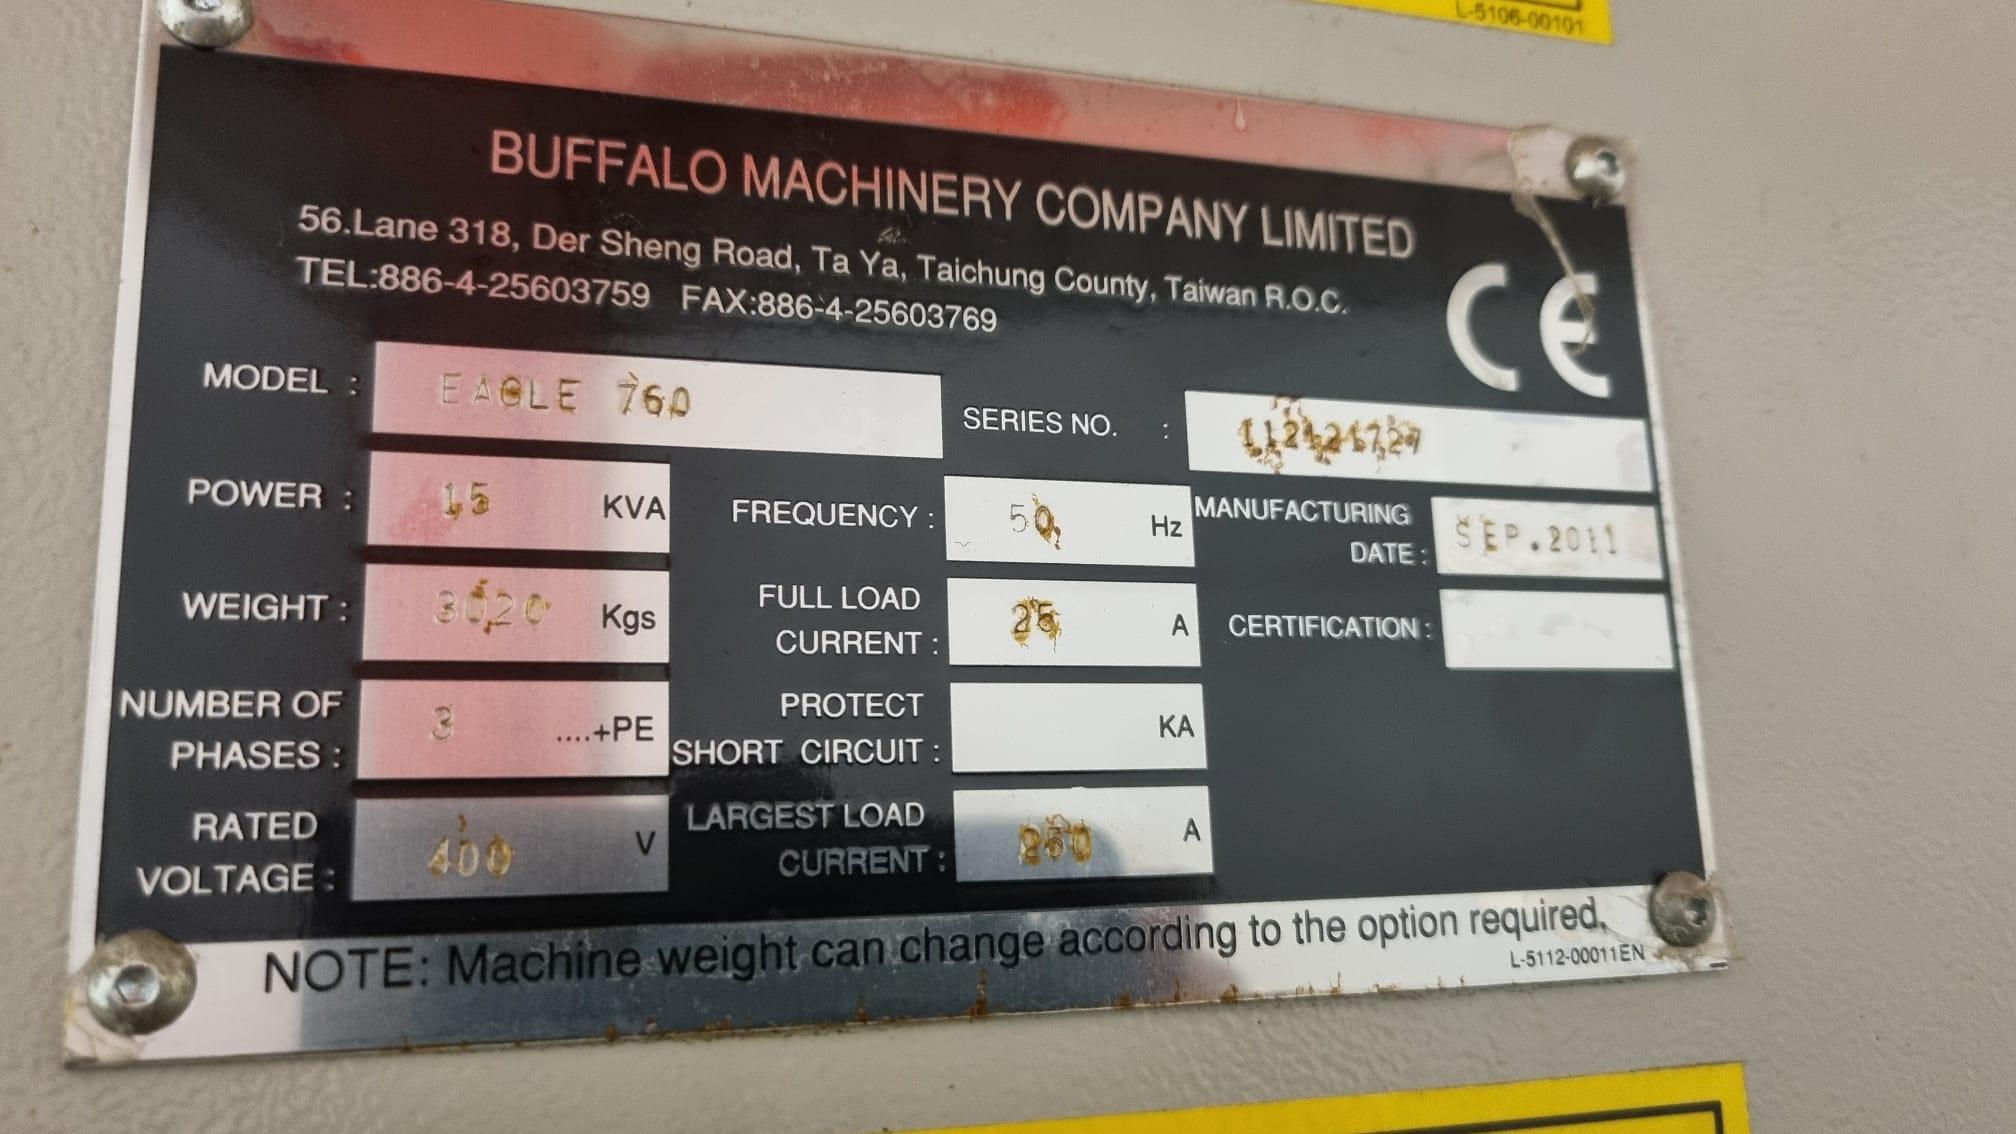 L-5106-00101
BUFFALO MACHINERY COMPANY LIMITED
56.Lane 318, Der Sheng Road, Ta Ya, Taichung County, Taiwan R.O.C.
TEL:886-4-25603759 FAX:886-4-25603769
CE
MODEL : EAGLE 760
SERIES NO. :
POWER : 15 KVA
FREQUENCY : 50 Hz
MANUFACTURING
DATE : SEP.2011
WEIGHT : 3020 Kgs
FULL LOAD
CURRENT : 25 A
CERTIFICATION :
NUMBER OF
PHASES : 3 ....+PE
PROTECT
SHORT CIRCUIT : KA
RATED
VOLTAGE : 400 V
LARGEST LOAD
CURRENT : 250 A
NOTE: Machine weight can change according to the option required.
L-5112-00011EN